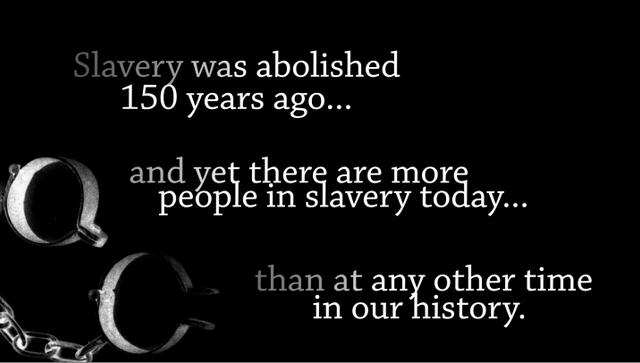 Slavery was abolished
150 years ago...
and yet there are more
people in slavery today...
than at any other time
in our history.